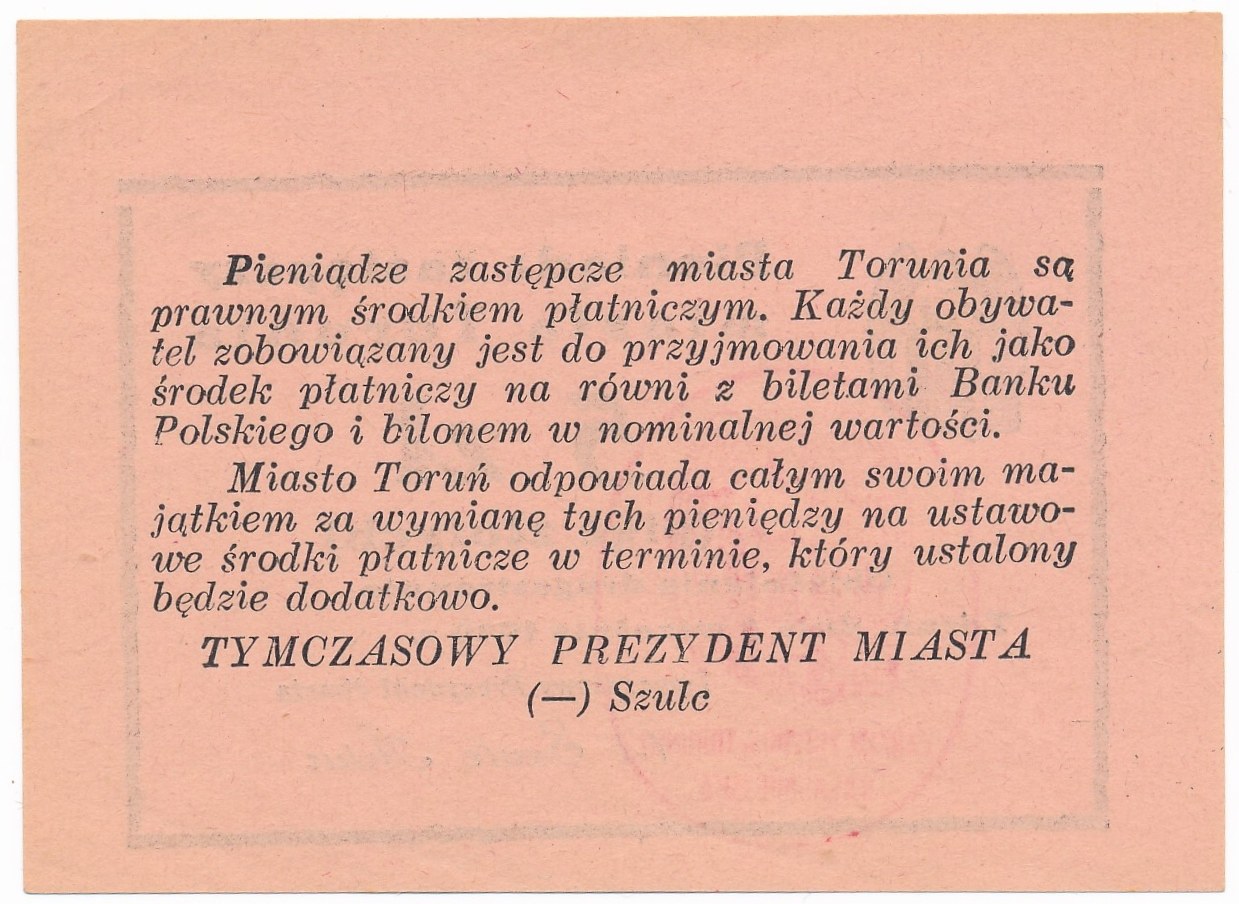 Pieniądze zastępcze miasta Torunia są
prawnym środkiem płatniczym. Każdy obywa-
tel zobowiązany jest do przyjmowania ich jako
środek płatniczy na równi z biletami Banku
Polskiego i bilonem w nominalnej wartości.
Miasto Toruń odpowiada całym swoim ma-
jątkiem za wymianę tych pieniędzy na ustawo-
we środki płatnicze w terminie, który ustalony
będzie dodatkowo.
TYMCZASOWY PREZYDENT MIASTA
(—) Szulc